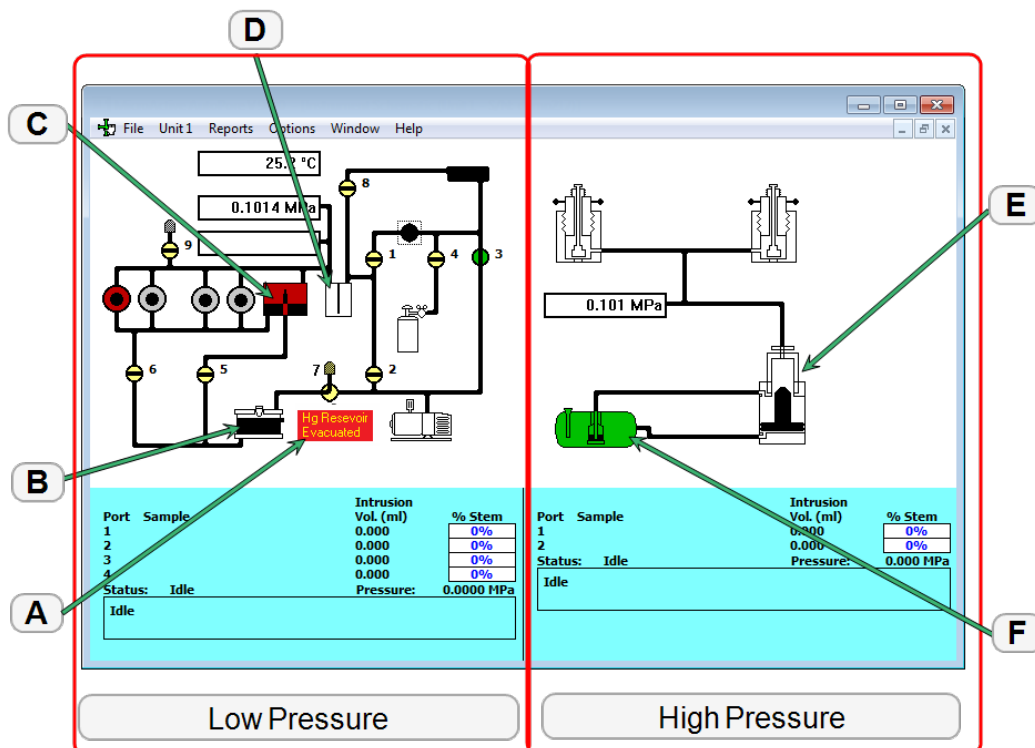 D
C
E
B
A
F
File Unit 1 Reports Options Window Help
25.2 °C
0.1014 MPa
8
9
1
4
3
6
5
7
2
Hg Resevoir
Evacuated
0.101 MPa
Intrusion
Port Sample Vol. (ml) % Stem
1 0.000 0%
2 0.000 0%
3 0.000 0%
4 0.000 0%
Status: Idle Pressure: 0.0000 MPa
Idle
Intrusion
Port Sample Vol. (ml) % Stem
1 0.000 0%
2 0.000 0%
Status: Idle Pressure: 0.000 MPa
Idle
Low Pressure
High Pressure